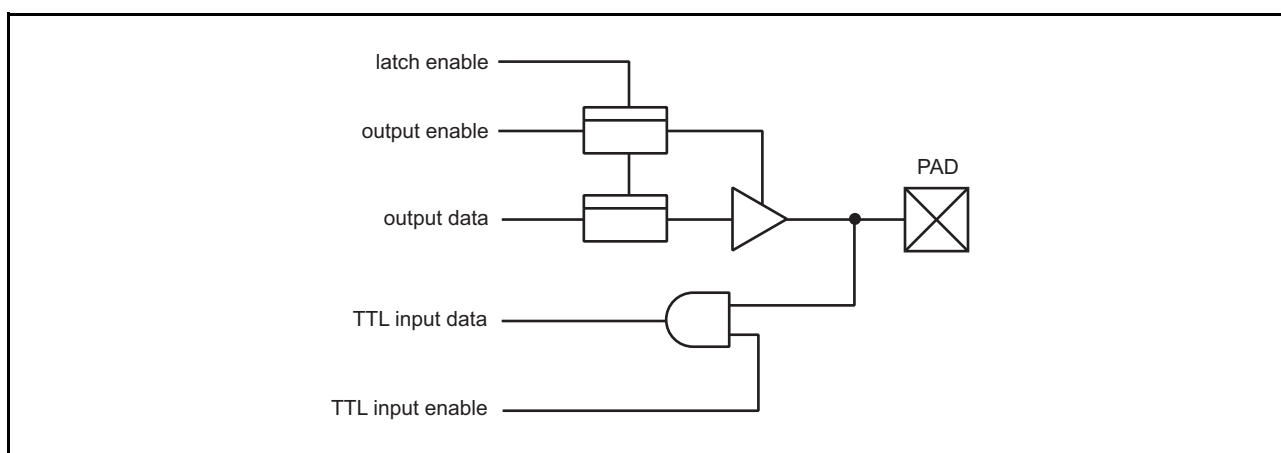 latch enable
output enable
PAD
output data
TTL input data
TTL input enable